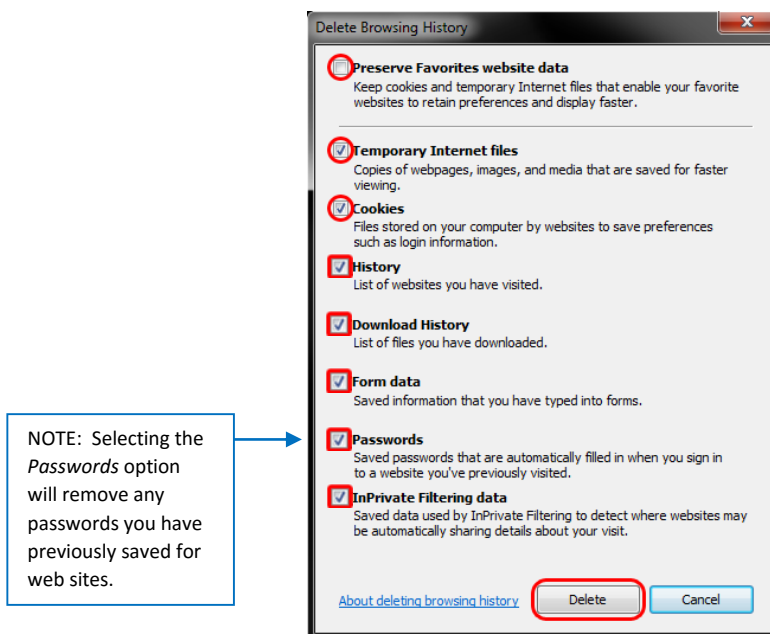 Delete Browsing History
X
Preserve Favorites website data
Keep cookies and temporary Internet files that enable your favorite
websites to retain preferences and display faster.
Temporary Internet files
Copies of webpages, images, and media that are saved for faster
viewing.
Cookies
Files stored on your computer by websites to save preferences
such as login information.
History
List of websites you have visited.
Download History
List of files you have downloaded.
Form data
Saved information that you have typed into forms.
Passwords
Saved passwords that are automatically filled in when you sign in
to a website you've previously visited.
InPrivate Filtering data
Saved data used by InPrivate Filtering to detect where websites may
be automatically sharing details about your visit.
About deleting browsing history
Delete
Cancel
NOTE: Selecting the
Passwords option
will remove any
passwords you have
previously saved for
web sites.